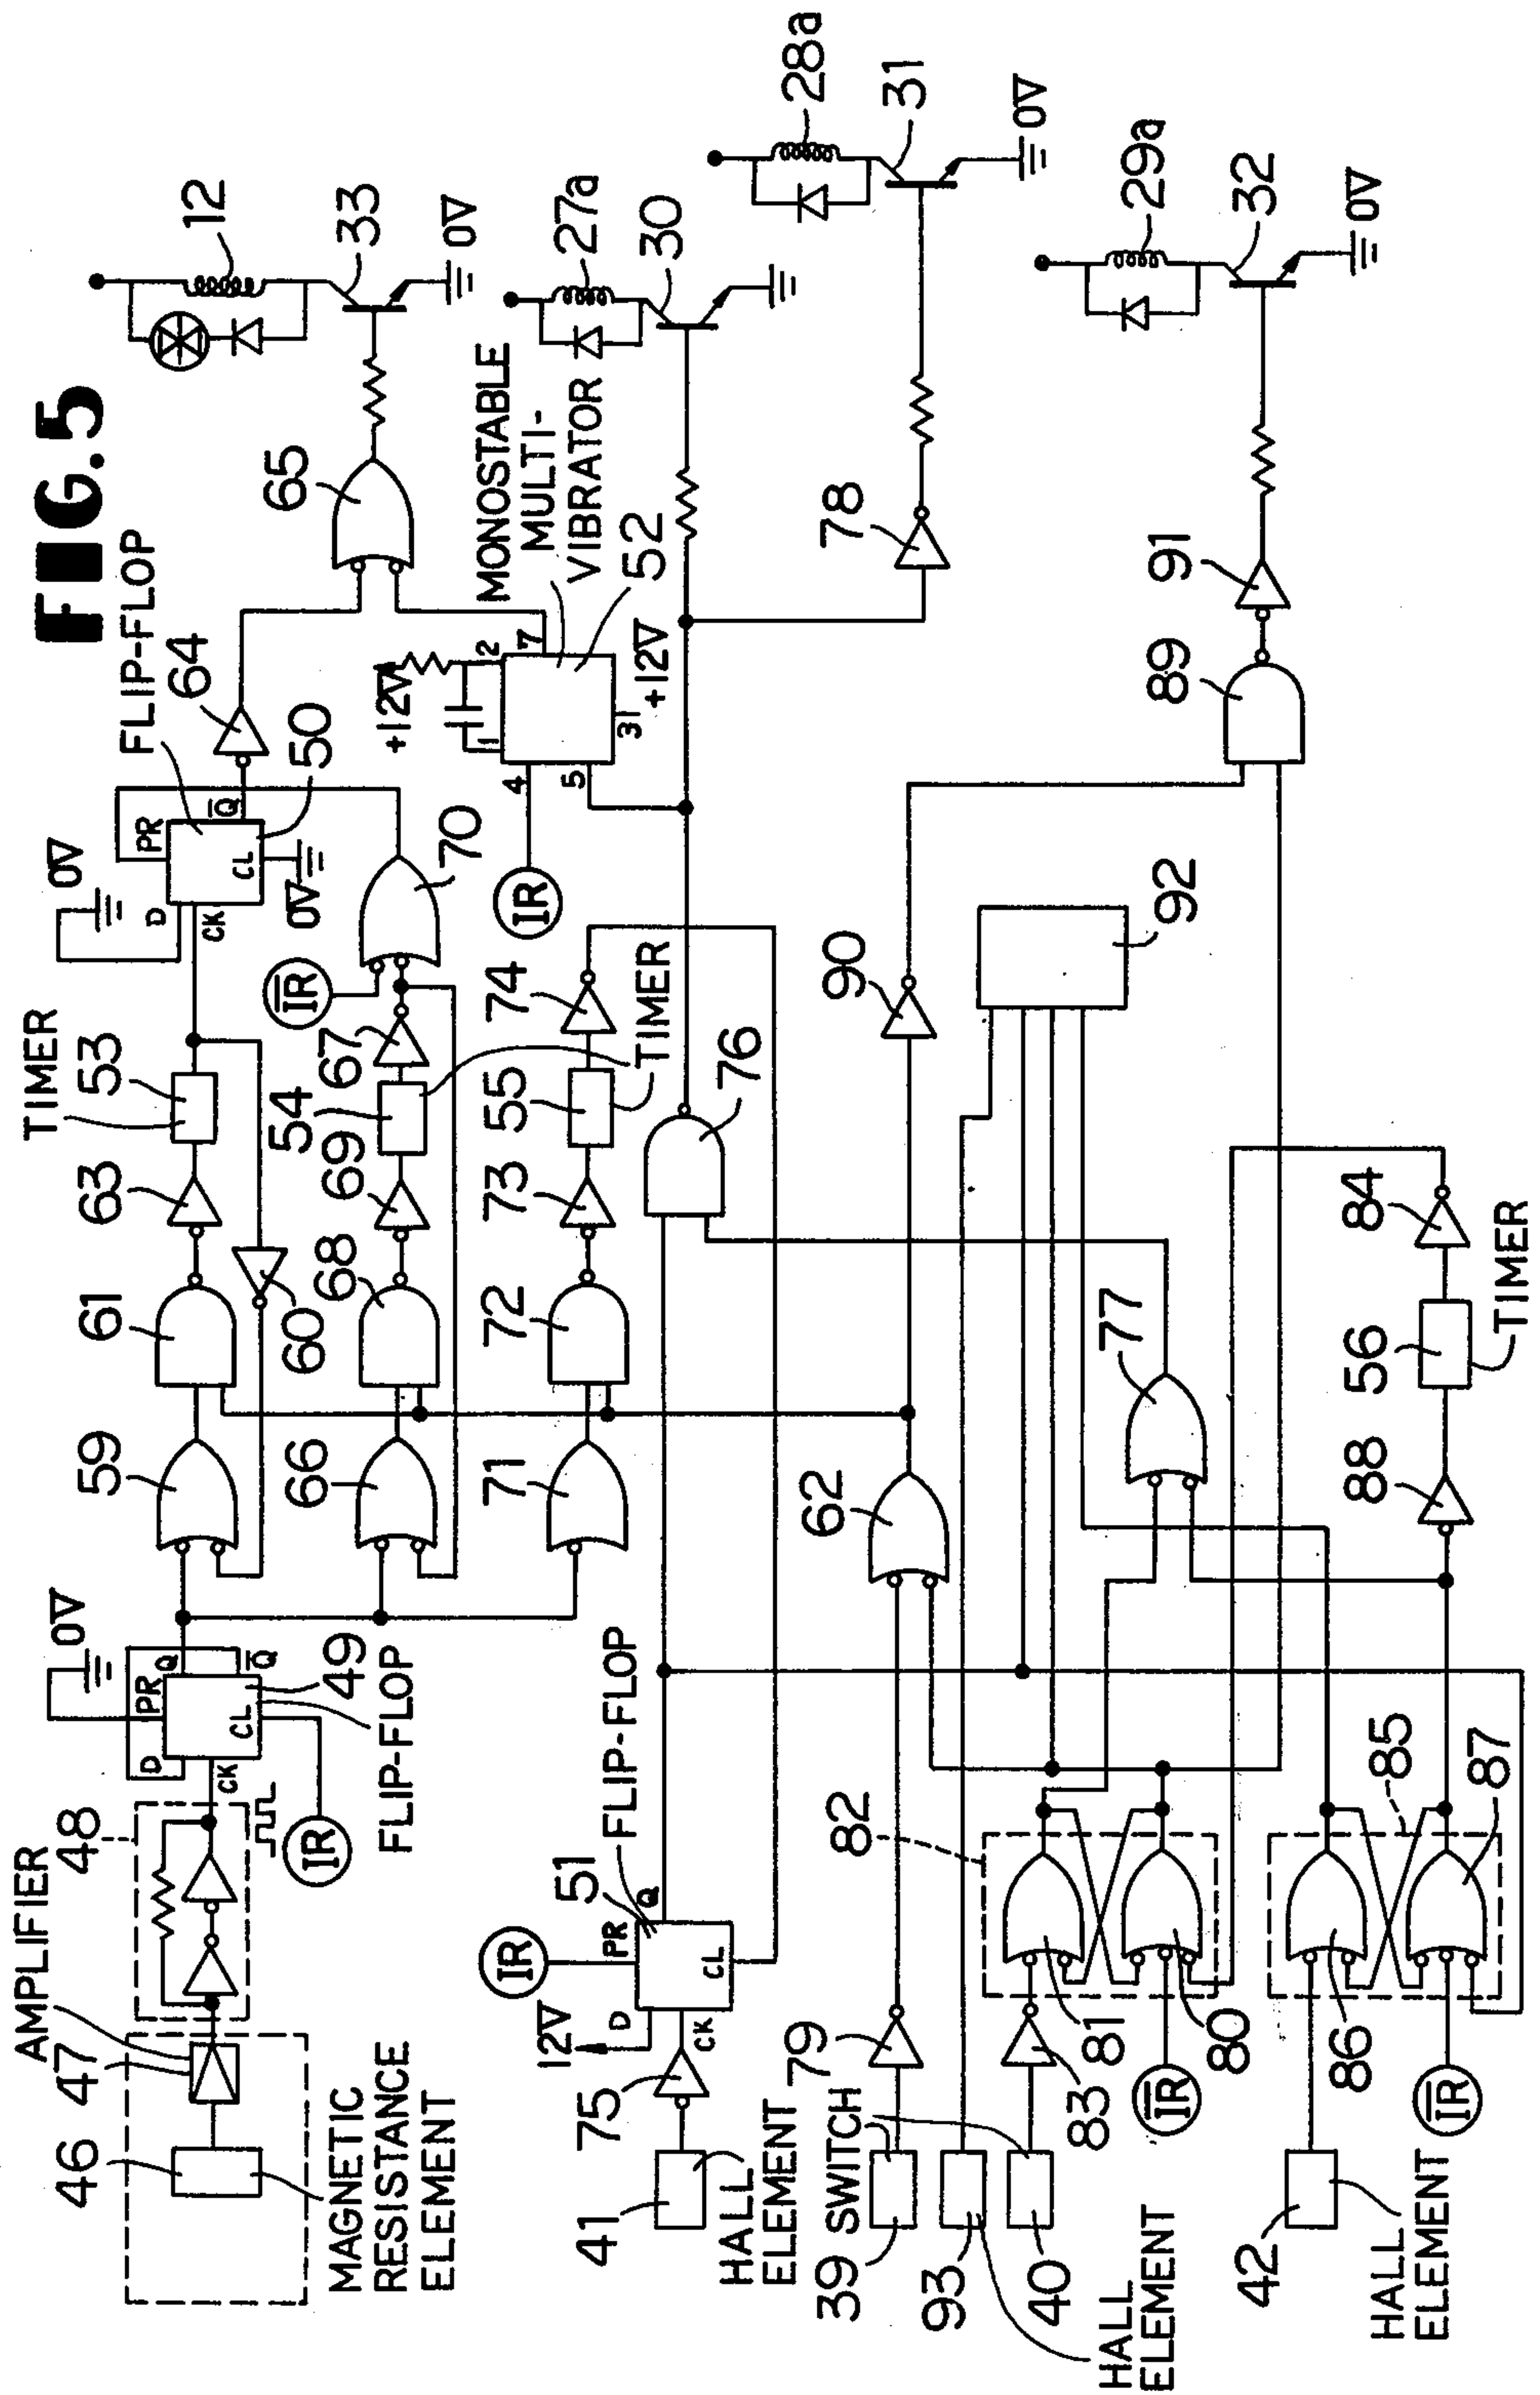 FIG.5
AMPLIFIER
46
47
48
MAGNETIC
RESISTANCE
ELEMENT
0V
D
PR
Q
CK
CL
Q̅
49
IR
FLIP-FLOP
59
61
63
TIMER
53
60
0V
D
PR
CK
CL
Q̅
0V
50
FLIP-FLOP
64
65
12
33
0V
66
68
69
54
67
I̅R̅
70
71
72
73
55
74
TIMER
IR
4
5
1
2
7
3
+12V
+12V
52
MONOSTABLE
MULTI-
VIBRATOR
27a
30
41
HALL
ELEMENT
75
12V
IR
D
PR
Q
CK
CL
51
FLIP-FLOP
76
78
28a
31
0V
39
SWITCH
79
62
90
93
HALL
ELEMENT
40
83
82
81
80
I̅R̅
77
92
89
91
29a
32
0V
42
HALL
ELEMENT
I̅R̅
86
85
87
88
56
TIMER
84